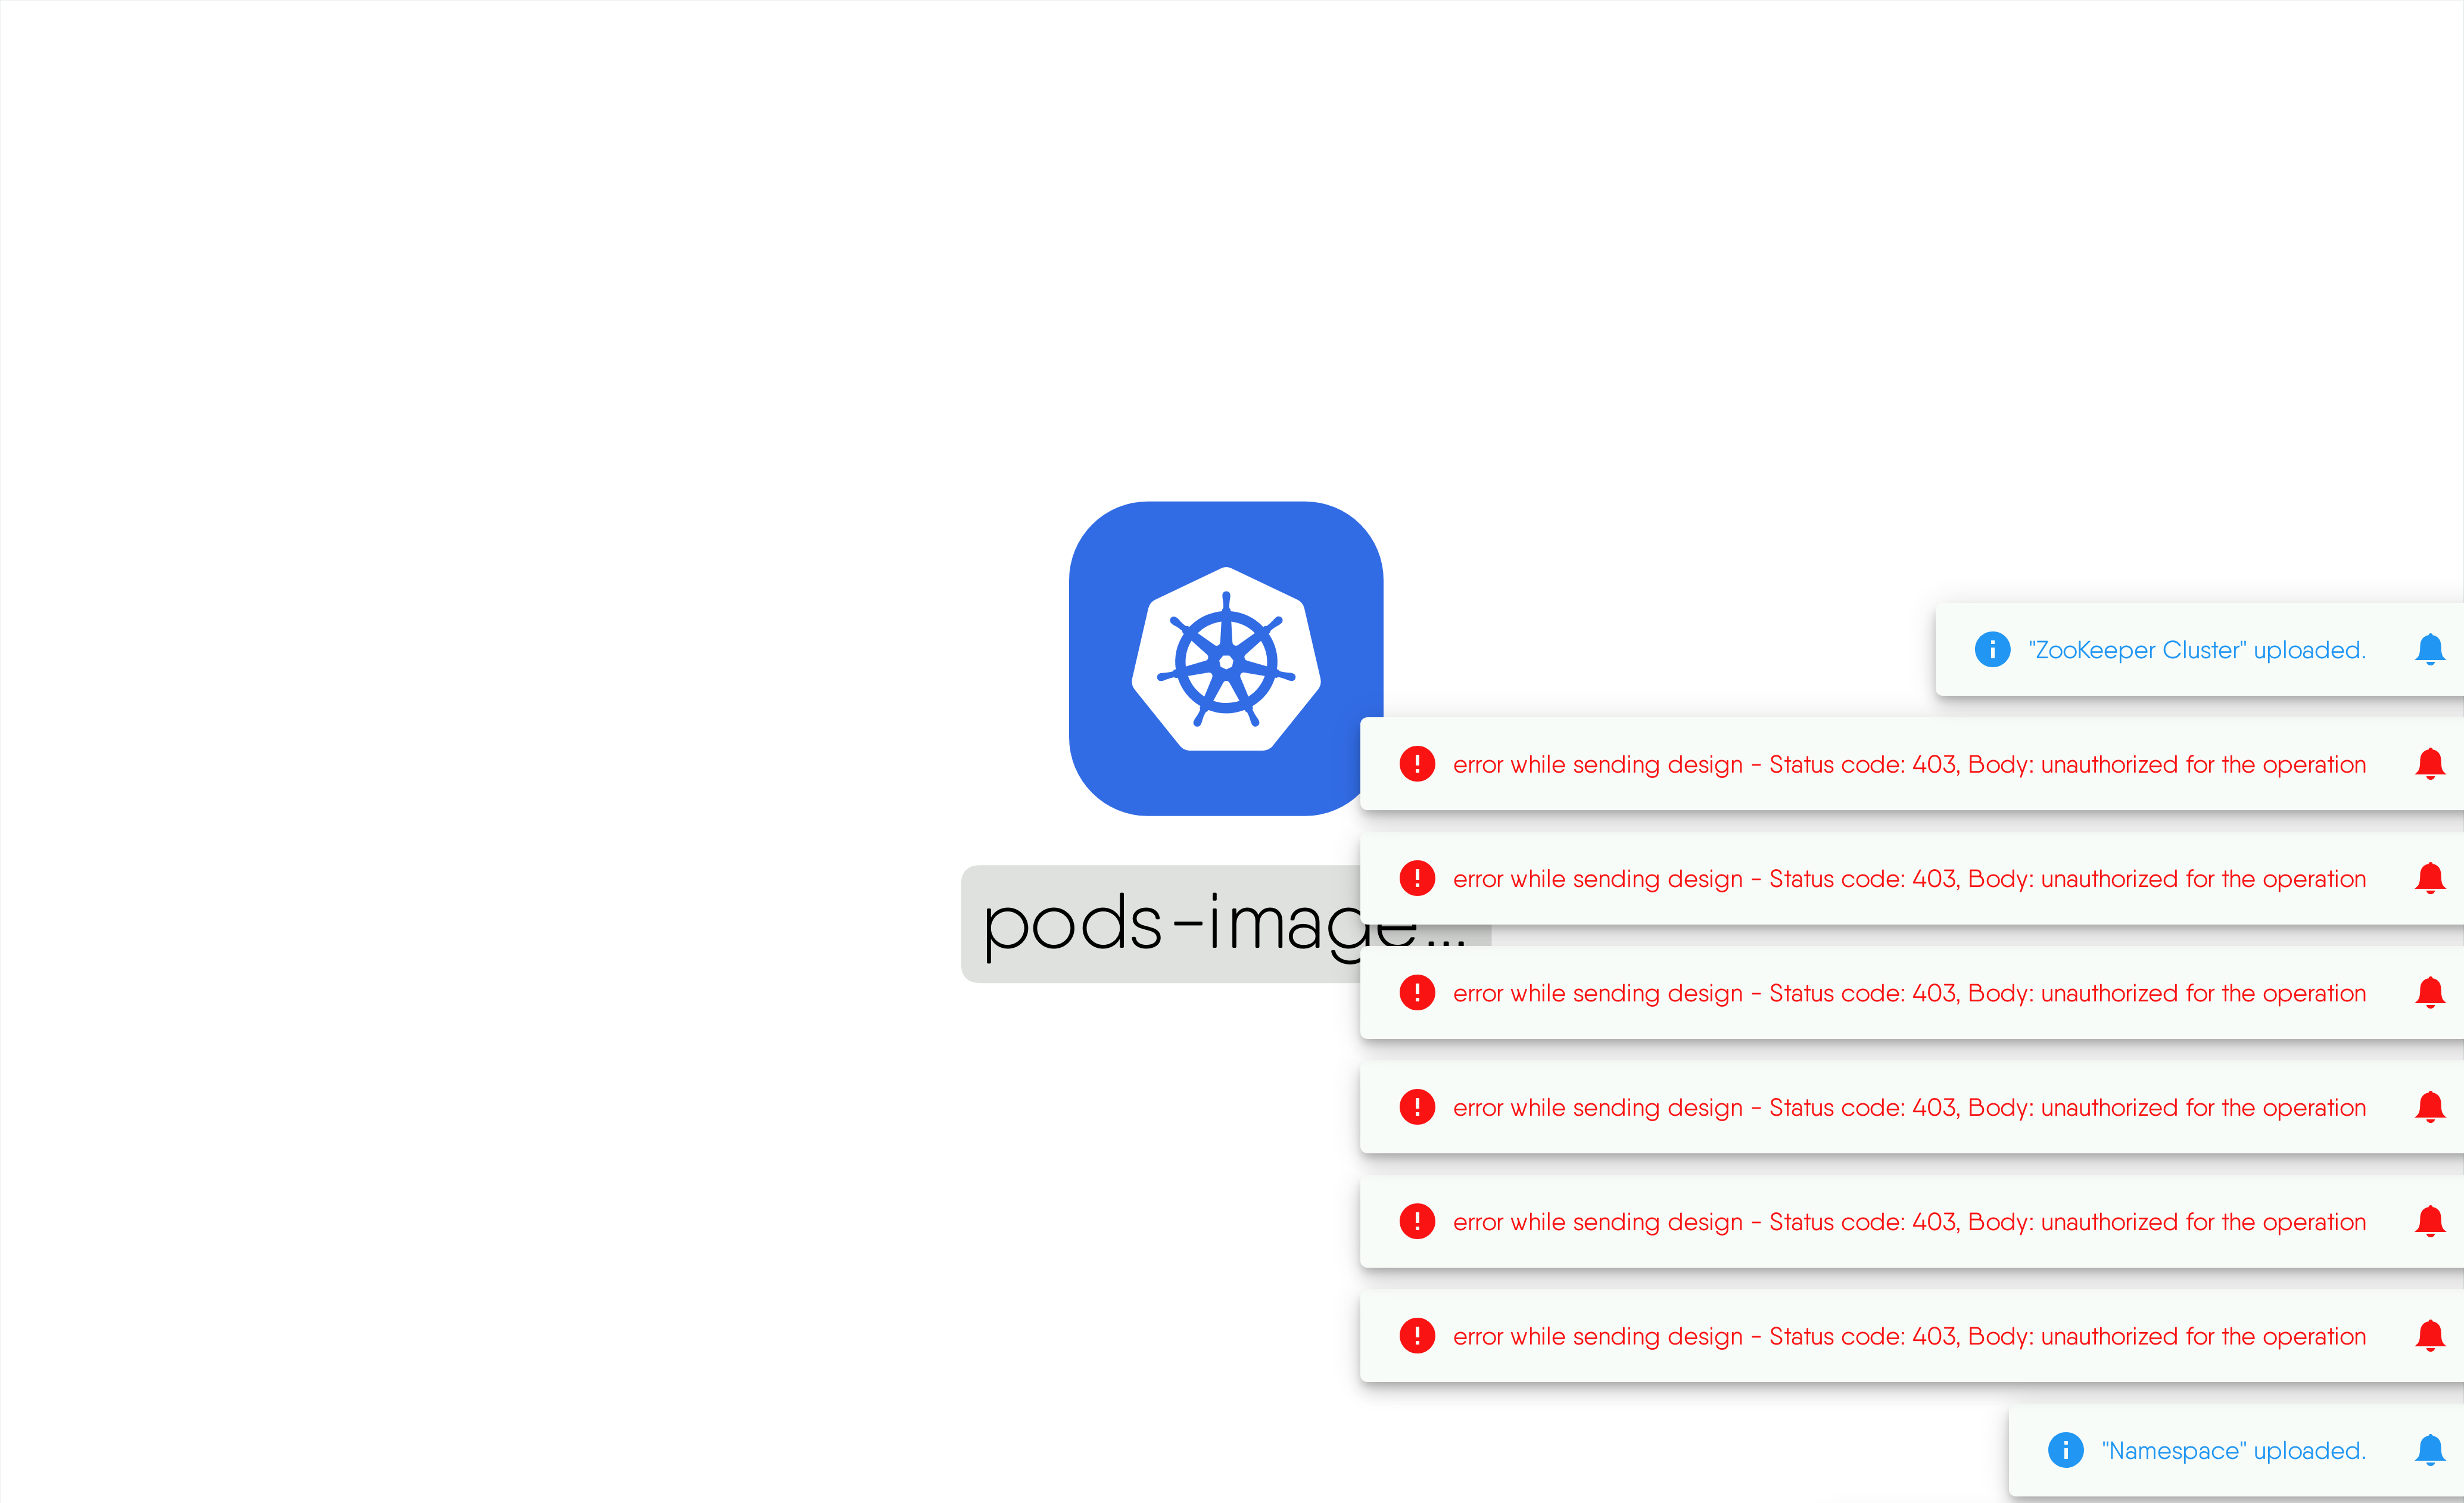 "ZooKeeper Cluster" uploaded.
error while sending design - Status code: 403, Body: unauthorized for the operation
error while sending design - Status code: 403, Body: unauthorized for the operation
pods-image...
error while sending design - Status code: 403, Body: unauthorized for the operation
error while sending design - Status code: 403, Body: unauthorized for the operation
error while sending design - Status code: 403, Body: unauthorized for the operation
error while sending design - Status code: 403, Body: unauthorized for the operation
"Namespace" uploaded.